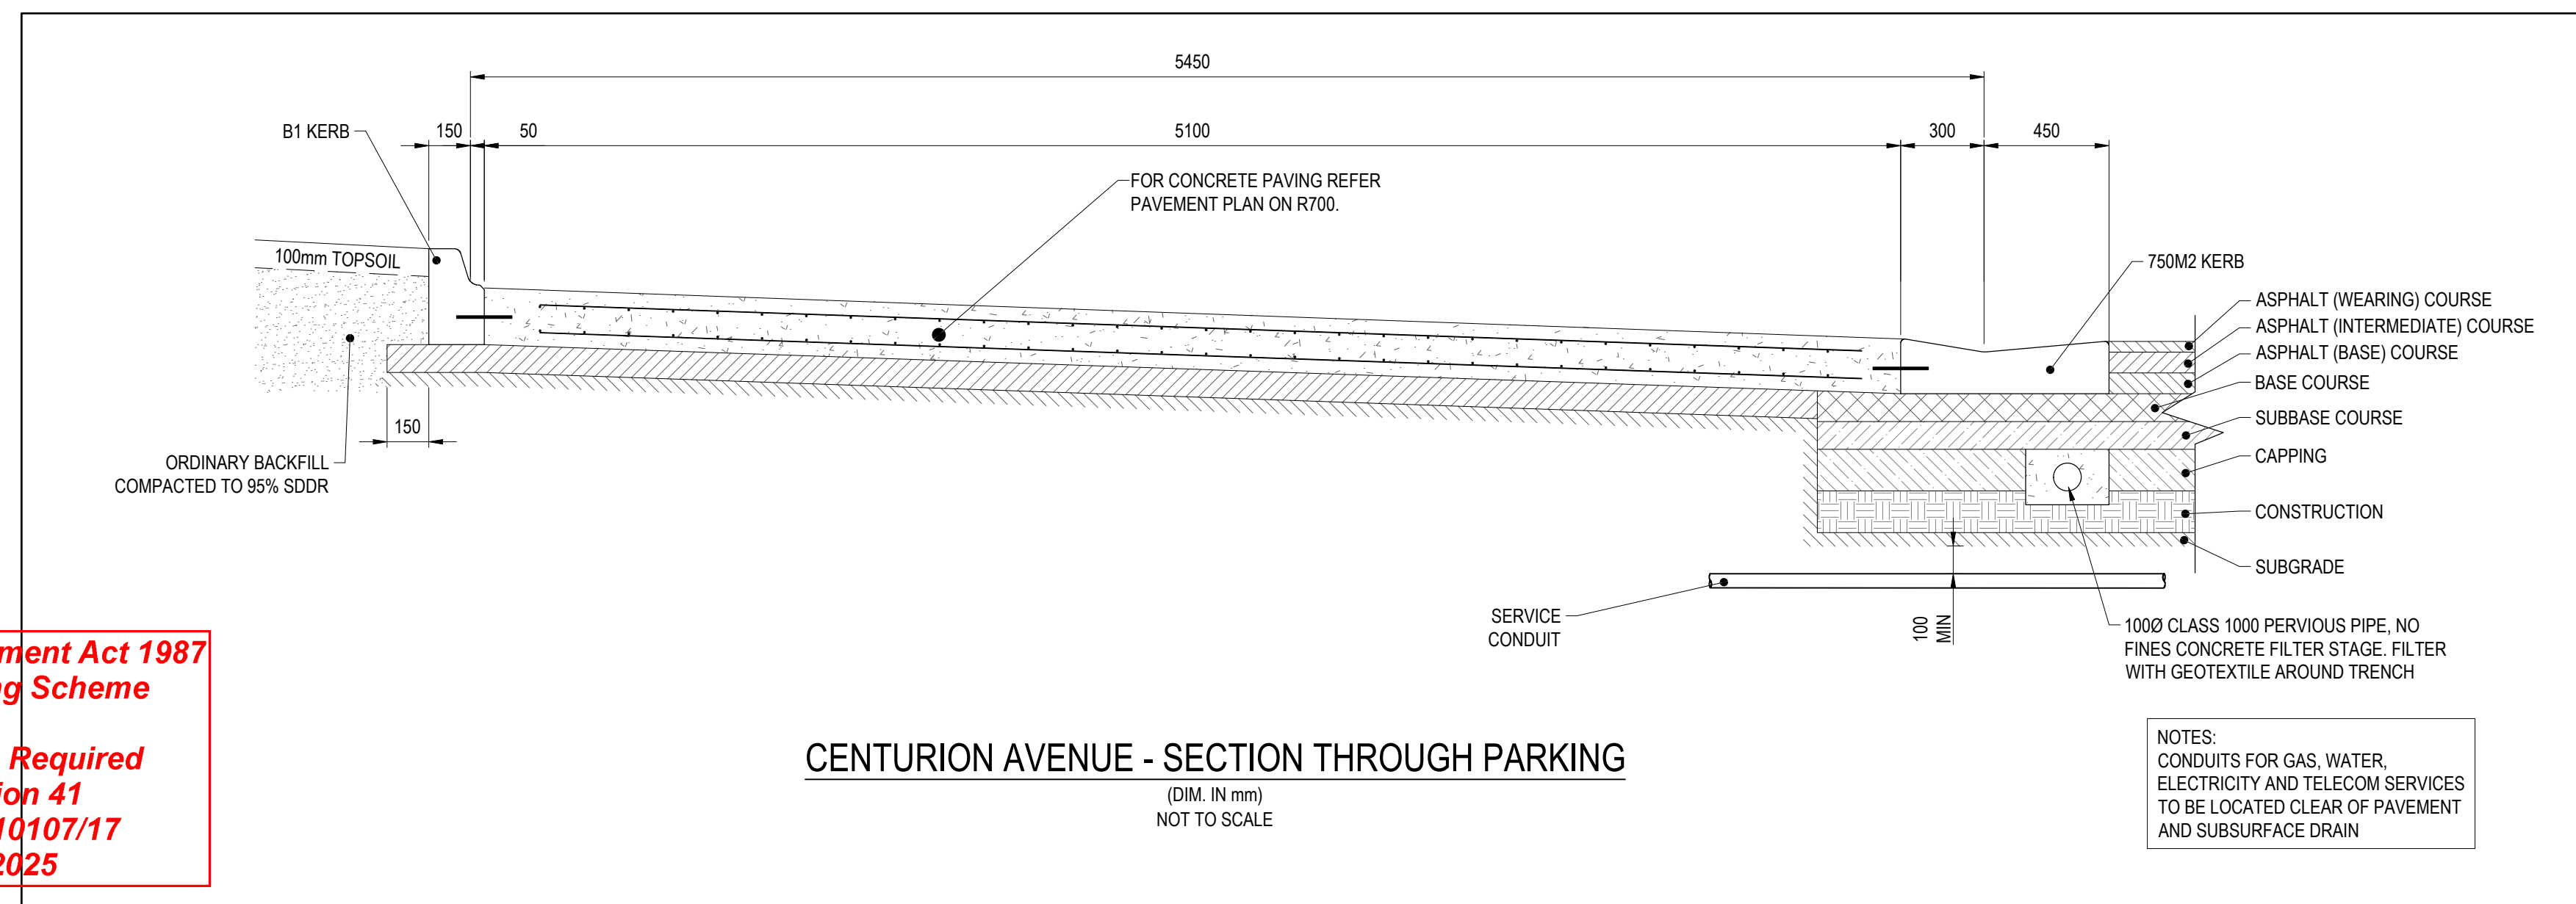 5450
B1 KERB
150
50
5100
300
450
FOR CONCRETE PAVING REFER
PAVEMENT PLAN ON R700.
100mm TOPSOIL
750M2 KERB
ASPHALT (WEARING) COURSE
ASPHALT (INTERMEDIATE) COURSE
ASPHALT (BASE) COURSE
BASE COURSE
SUBBASE COURSE
CAPPING
CONSTRUCTION
SUBGRADE
150
ORDINARY BACKFILL
COMPACTED TO 95% SDDR
SERVICE
CONDUIT
100
MIN
100Ø CLASS 1000 PERVIOUS PIPE, NO
FINES CONCRETE FILTER STAGE. FILTER
WITH GEOTEXTILE AROUND TRENCH
ment Act 1987
ng Scheme
Required
ion 41
10107/17
2025
CENTURION AVENUE - SECTION THROUGH PARKING
(DIM. IN mm)
NOT TO SCALE
NOTES:
CONDUITS FOR GAS, WATER,
ELECTRICITY AND TELECOM SERVICES
TO BE LOCATED CLEAR OF PAVEMENT
AND SUBSURFACE DRAIN